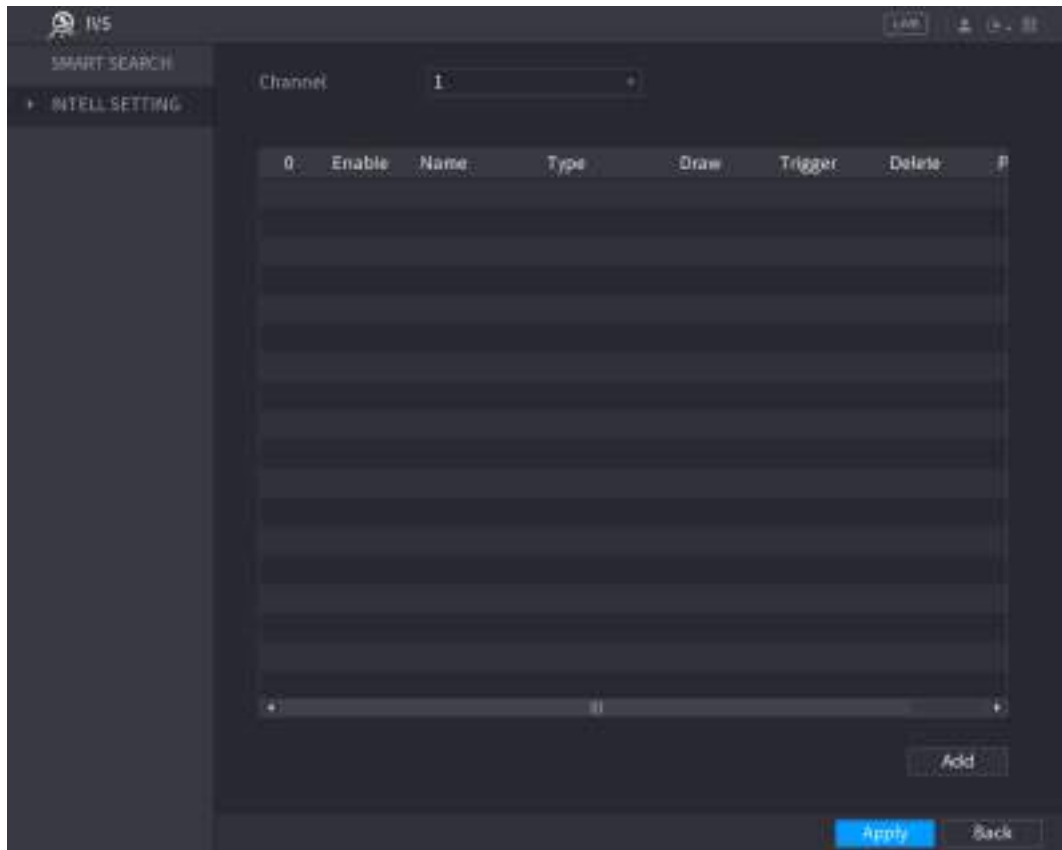 IVS
LIVE
SMART SEARCH
INTELL SETTING
Channel 1
0 Enable Name Type Draw Trigger Delete P
Add
Apply Back